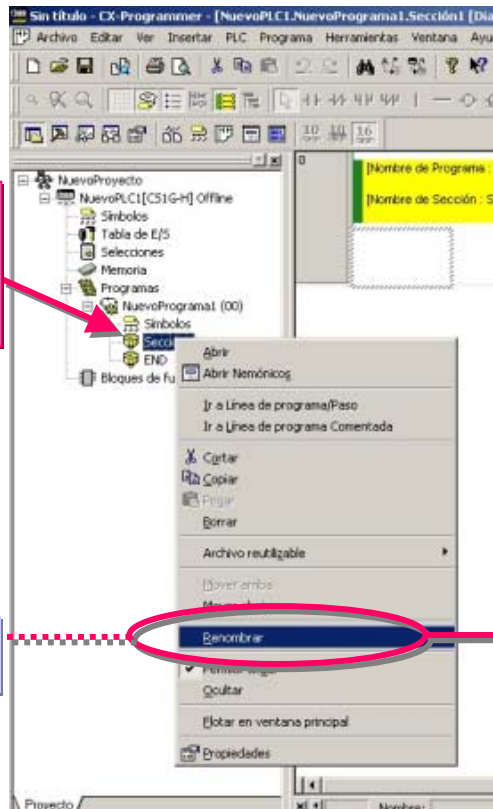 Sin título - CX-Programmer - [NuevoPLC1.NuevoPrograma1.Sección1 [Dia
Archivo Editar Ver Insertar PLC Programa Herramientas Ventana Ayu
NuevoProyecto
NuevoPLC1[CS1G-H] Offline
Símbolos
Tabla de E/S
Selecciones
Memoria
Programas
NuevoPrograma1 (00)
Símbolos
Secci
END
Bloques de fu
0
[Nombre de Programa :
[Nombre de Sección : S
Abrir
Abrir Nemónicos
Ir a Línea de programa/Paso
Ir a Línea de programa Comentada
Cortar
Copiar
Pegar
Borrar
Archivo reutilizable
Mover arriba
Renombrar
Ocultar
Flotar en ventana principal
Propiedades
Proyecto
Nombre: